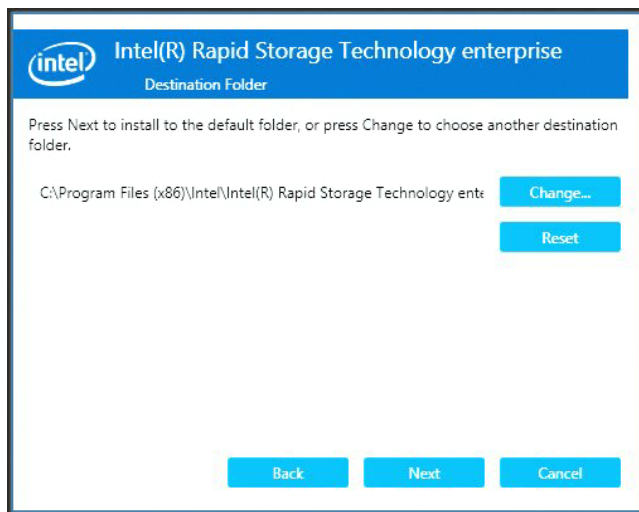 intel
Intel(R) Rapid Storage Technology enterprise
Destination Folder
Press Next to install to the default folder, or press Change to choose another destination
folder.
C:\Program Files (x86)\Intel\Intel(R) Rapid Storage Technology ente
Change...
Reset
Back
Next
Cancel